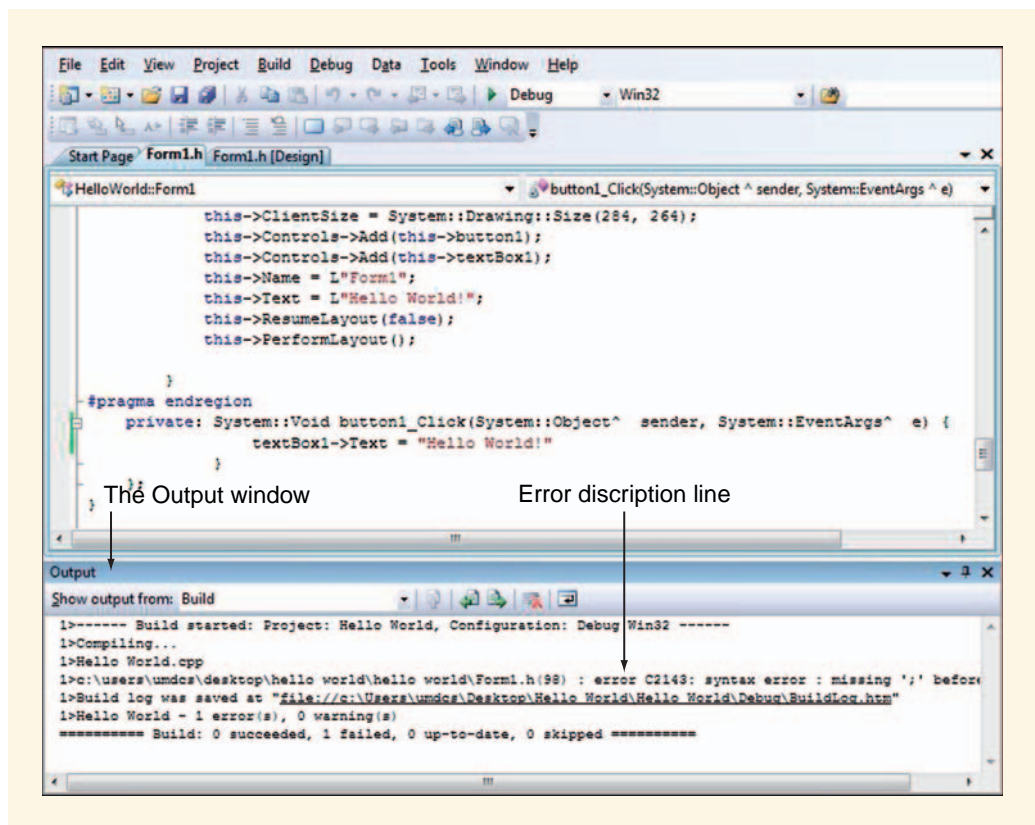 File Edit View Project Build Debug Data Tools Window Help
Debug Win32
Start Page Form1.h Form1.h [Design]
HelloWorld::Form1 button1_Click(System::Object ^ sender, System::EventArgs ^ e)
this->ClientSize = System::Drawing::Size(284, 264);
this->Controls->Add(this->button1);
this->Controls->Add(this->textBox1);
this->Name = L"Form1";
this->Text = L"Hello World!";
this->ResumeLayout(false);
this->PerformLayout();
}
#pragma endregion
private: System::Void button1_Click(System::Object^ sender, System::EventArgs^ e) {
textBox1->Text = "Hello World!"
}
};
}
The Output window
Error discription line
Output
Show output from: Build
1>------ Build started: Project: Hello World, Configuration: Debug Win32 ------
1>Compiling...
1>Hello World.cpp
1>c:\users\umdcs\desktop\hello world\hello world\Form1.h(98) : error C2143: syntax error : missing ';' before
1>Build log was saved at "file://c:\Users\umdcs\Desktop\Hello World\Hello World\Debug\BuildLog.htm"
1>Hello World - 1 error(s), 0 warning(s)
========== Build: 0 succeeded, 1 failed, 0 up-to-date, 0 skipped ==========